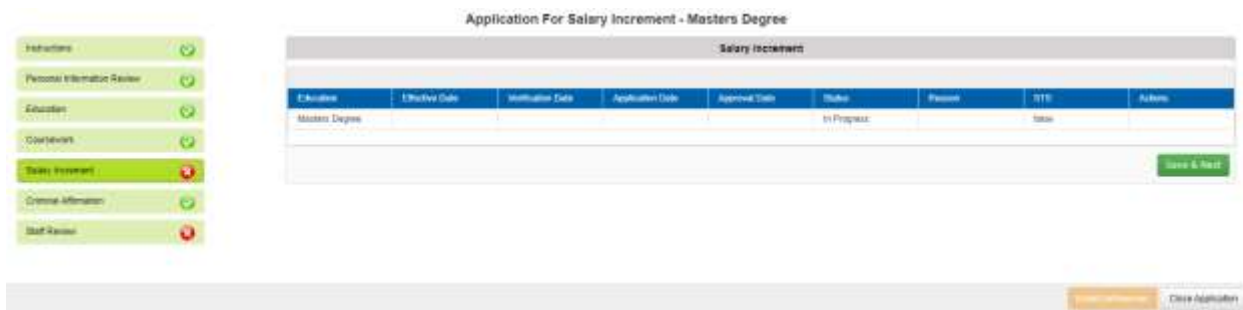 Application For Salary Increment - Masters Degree
Instructions
Personal Information Review
Education
Coursework
Salary Increment
Criminal Affirmation
Staff Review
Salary Increment
Education Effective Date Verification Date Application Date Approval Date Status Reason DTS Actions
Masters Degree In Progress false
Save & Next
Close Application